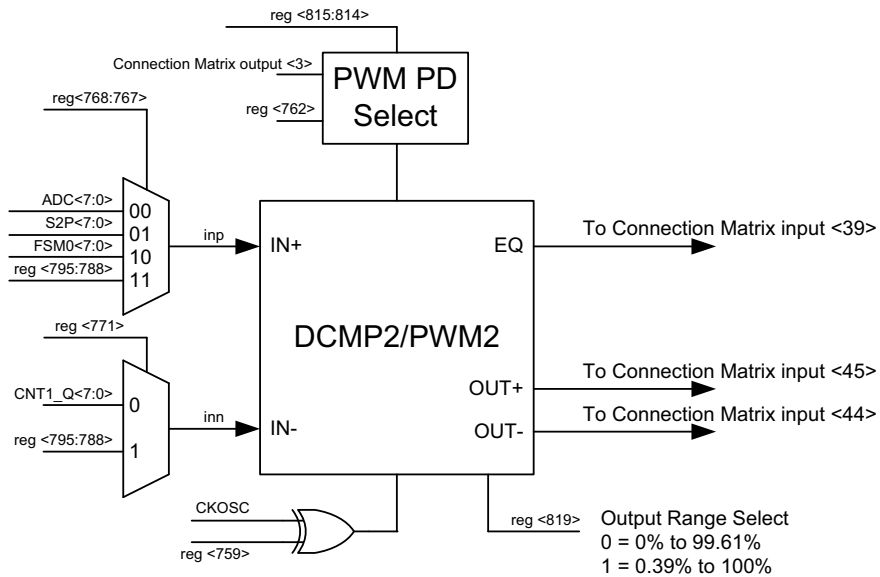 reg <815:814>
Connection Matrix output <3>
PWM PD
Select
reg <762>
reg<768:767>
ADC<7:0>
S2P<7:0>
FSM0<7:0>
reg <795:788>
00
01
10
11
inp
IN+
EQ
To Connection Matrix input <39>
DCMP2/PWM2
reg <771>
CNT1_Q<7:0>
reg <795:788>
0
1
inn
IN-
OUT+
To Connection Matrix input <45>
OUT-
To Connection Matrix input <44>
CKOSC
reg <759>
reg <819>
Output Range Select
0 = 0% to 99.61%
1 = 0.39% to 100%